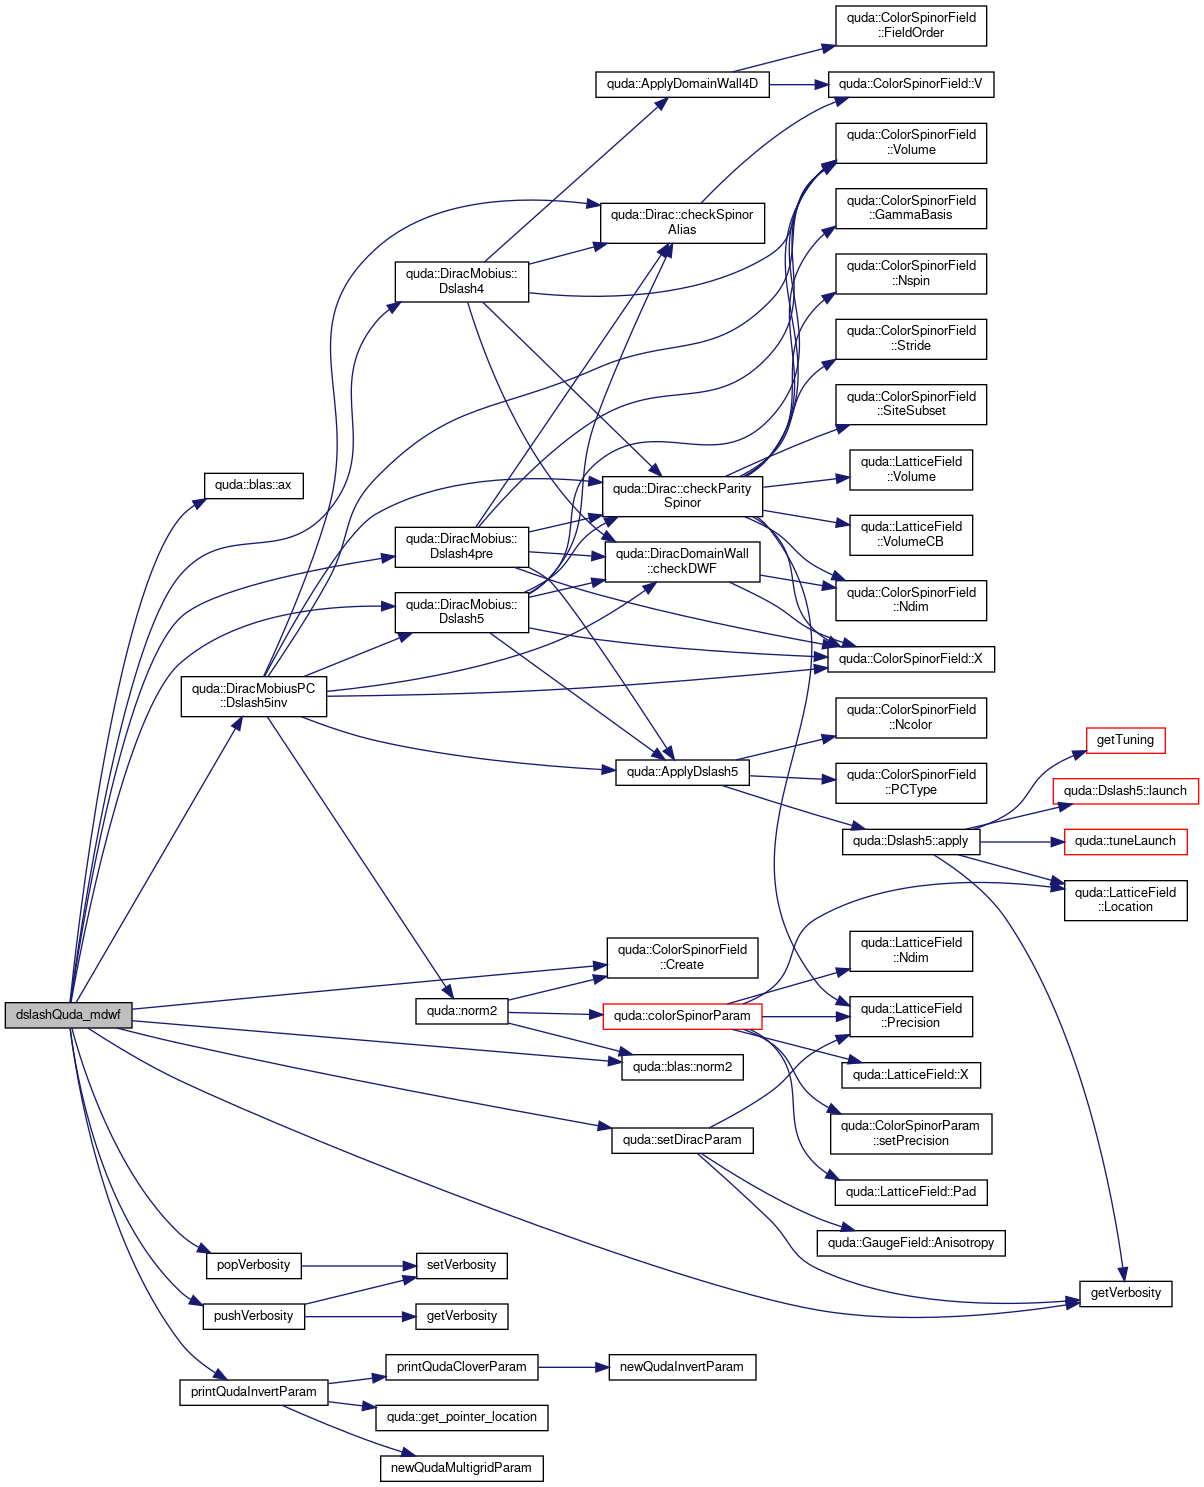 quda::ColorSpinorField
::FieldOrder
quda::ApplyDomainWall4D
quda::ColorSpinorField::V
quda::ColorSpinorField
::Volume
quda::ColorSpinorField
::GammaBasis
quda::Dirac::checkSpinor
Alias
quda::ColorSpinorField
::Nspin
quda::DiracMobius::
Dslash4
quda::ColorSpinorField
::Stride
quda::ColorSpinorField
::SiteSubset
quda::LatticeField
::Volume
quda::blas::ax
quda::Dirac::checkParity
Spinor
quda::LatticeField
::VolumeCB
quda::DiracMobius::
Dslash4pre
quda::DiracDomainWall
::checkDWF
quda::ColorSpinorField
::Ndim
quda::DiracMobius::
Dslash5
quda::ColorSpinorField::X
quda::DiracMobiusPC
::Dslash5inv
quda::ColorSpinorField
::Ncolor
getTuning
quda::ApplyDslash5
quda::ColorSpinorField
::PCType
quda::Dslash5::launch
quda::Dslash5::apply
quda::tuneLaunch
quda::LatticeField
::Location
quda::ColorSpinorField
::Create
quda::LatticeField
::Ndim
dslashQuda_mdwf
quda::norm2
quda::colorSpinorParam
quda::LatticeField
::Precision
quda::blas::norm2
quda::LatticeField::X
quda::setDiracParam
quda::ColorSpinorParam
::setPrecision
quda::LatticeField::Pad
quda::GaugeField::Anisotropy
popVerbosity
setVerbosity
getVerbosity
pushVerbosity
getVerbosity
printQudaCloverParam
newQudaInvertParam
printQudaInvertParam
quda::get_pointer_location
newQudaMultigridParam